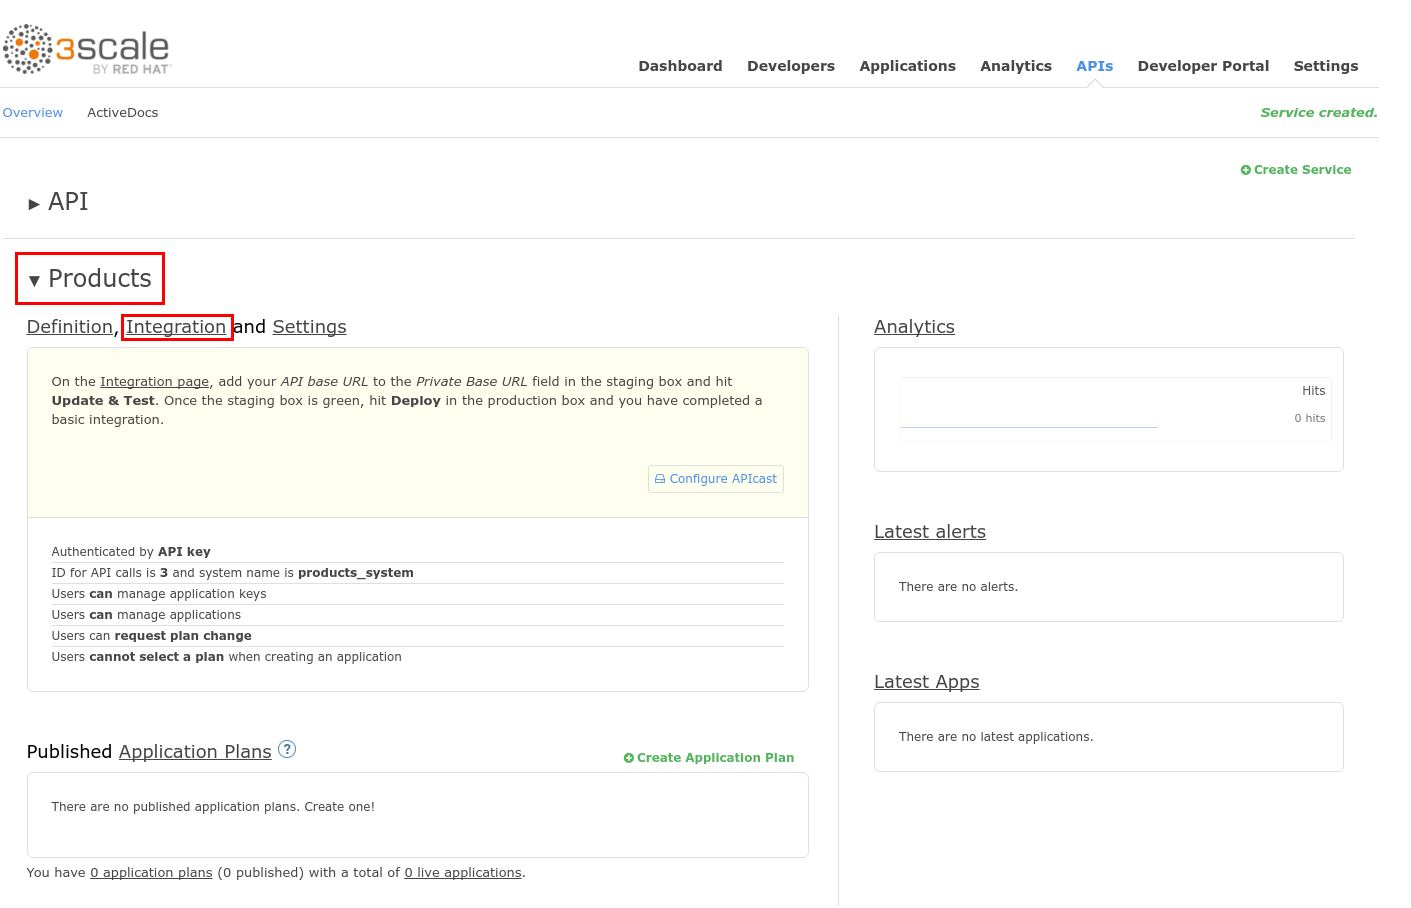 3scale
BY RED HAT
Dashboard Developers Applications Analytics APIs Developer Portal Settings
Overview ActiveDocs
Service created.
Create Service
▶ API
▼ Products
Definition, Integration and Settings
On the Integration page, add your API base URL to the Private Base URL field in the staging box and hit
Update & Test. Once the staging box is green, hit Deploy in the production box and you have completed a
basic integration.
Configure APIcast
Authenticated by API key
ID for API calls is 3 and system name is products_system
Users can manage application keys
Users can manage applications
Users can request plan change
Users cannot select a plan when creating an application
Published Application Plans ?
Create Application Plan
There are no published application plans. Create one!
You have 0 application plans (0 published) with a total of 0 live applications.
Analytics
Hits
0 hits
Latest alerts
There are no alerts.
Latest Apps
There are no latest applications.